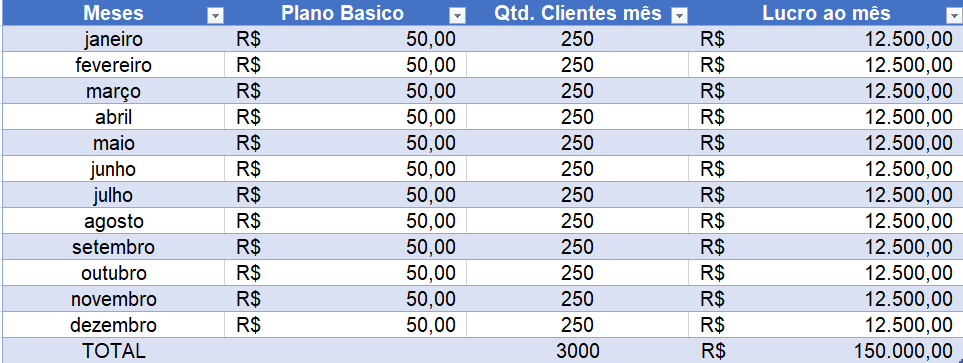 Meses Plano Basico Qtd. Clientes mês Lucro ao mês
janeiro R$ 50,00 250 R$ 12.500,00
fevereiro R$ 50,00 250 R$ 12.500,00
março R$ 50,00 250 R$ 12.500,00
abril R$ 50,00 250 R$ 12.500,00
maio R$ 50,00 250 R$ 12.500,00
junho R$ 50,00 250 R$ 12.500,00
julho R$ 50,00 250 R$ 12.500,00
agosto R$ 50,00 250 R$ 12.500,00
setembro R$ 50,00 250 R$ 12.500,00
outubro R$ 50,00 250 R$ 12.500,00
novembro R$ 50,00 250 R$ 12.500,00
dezembro R$ 50,00 250 R$ 12.500,00
TOTAL 3000 R$ 150.000,00